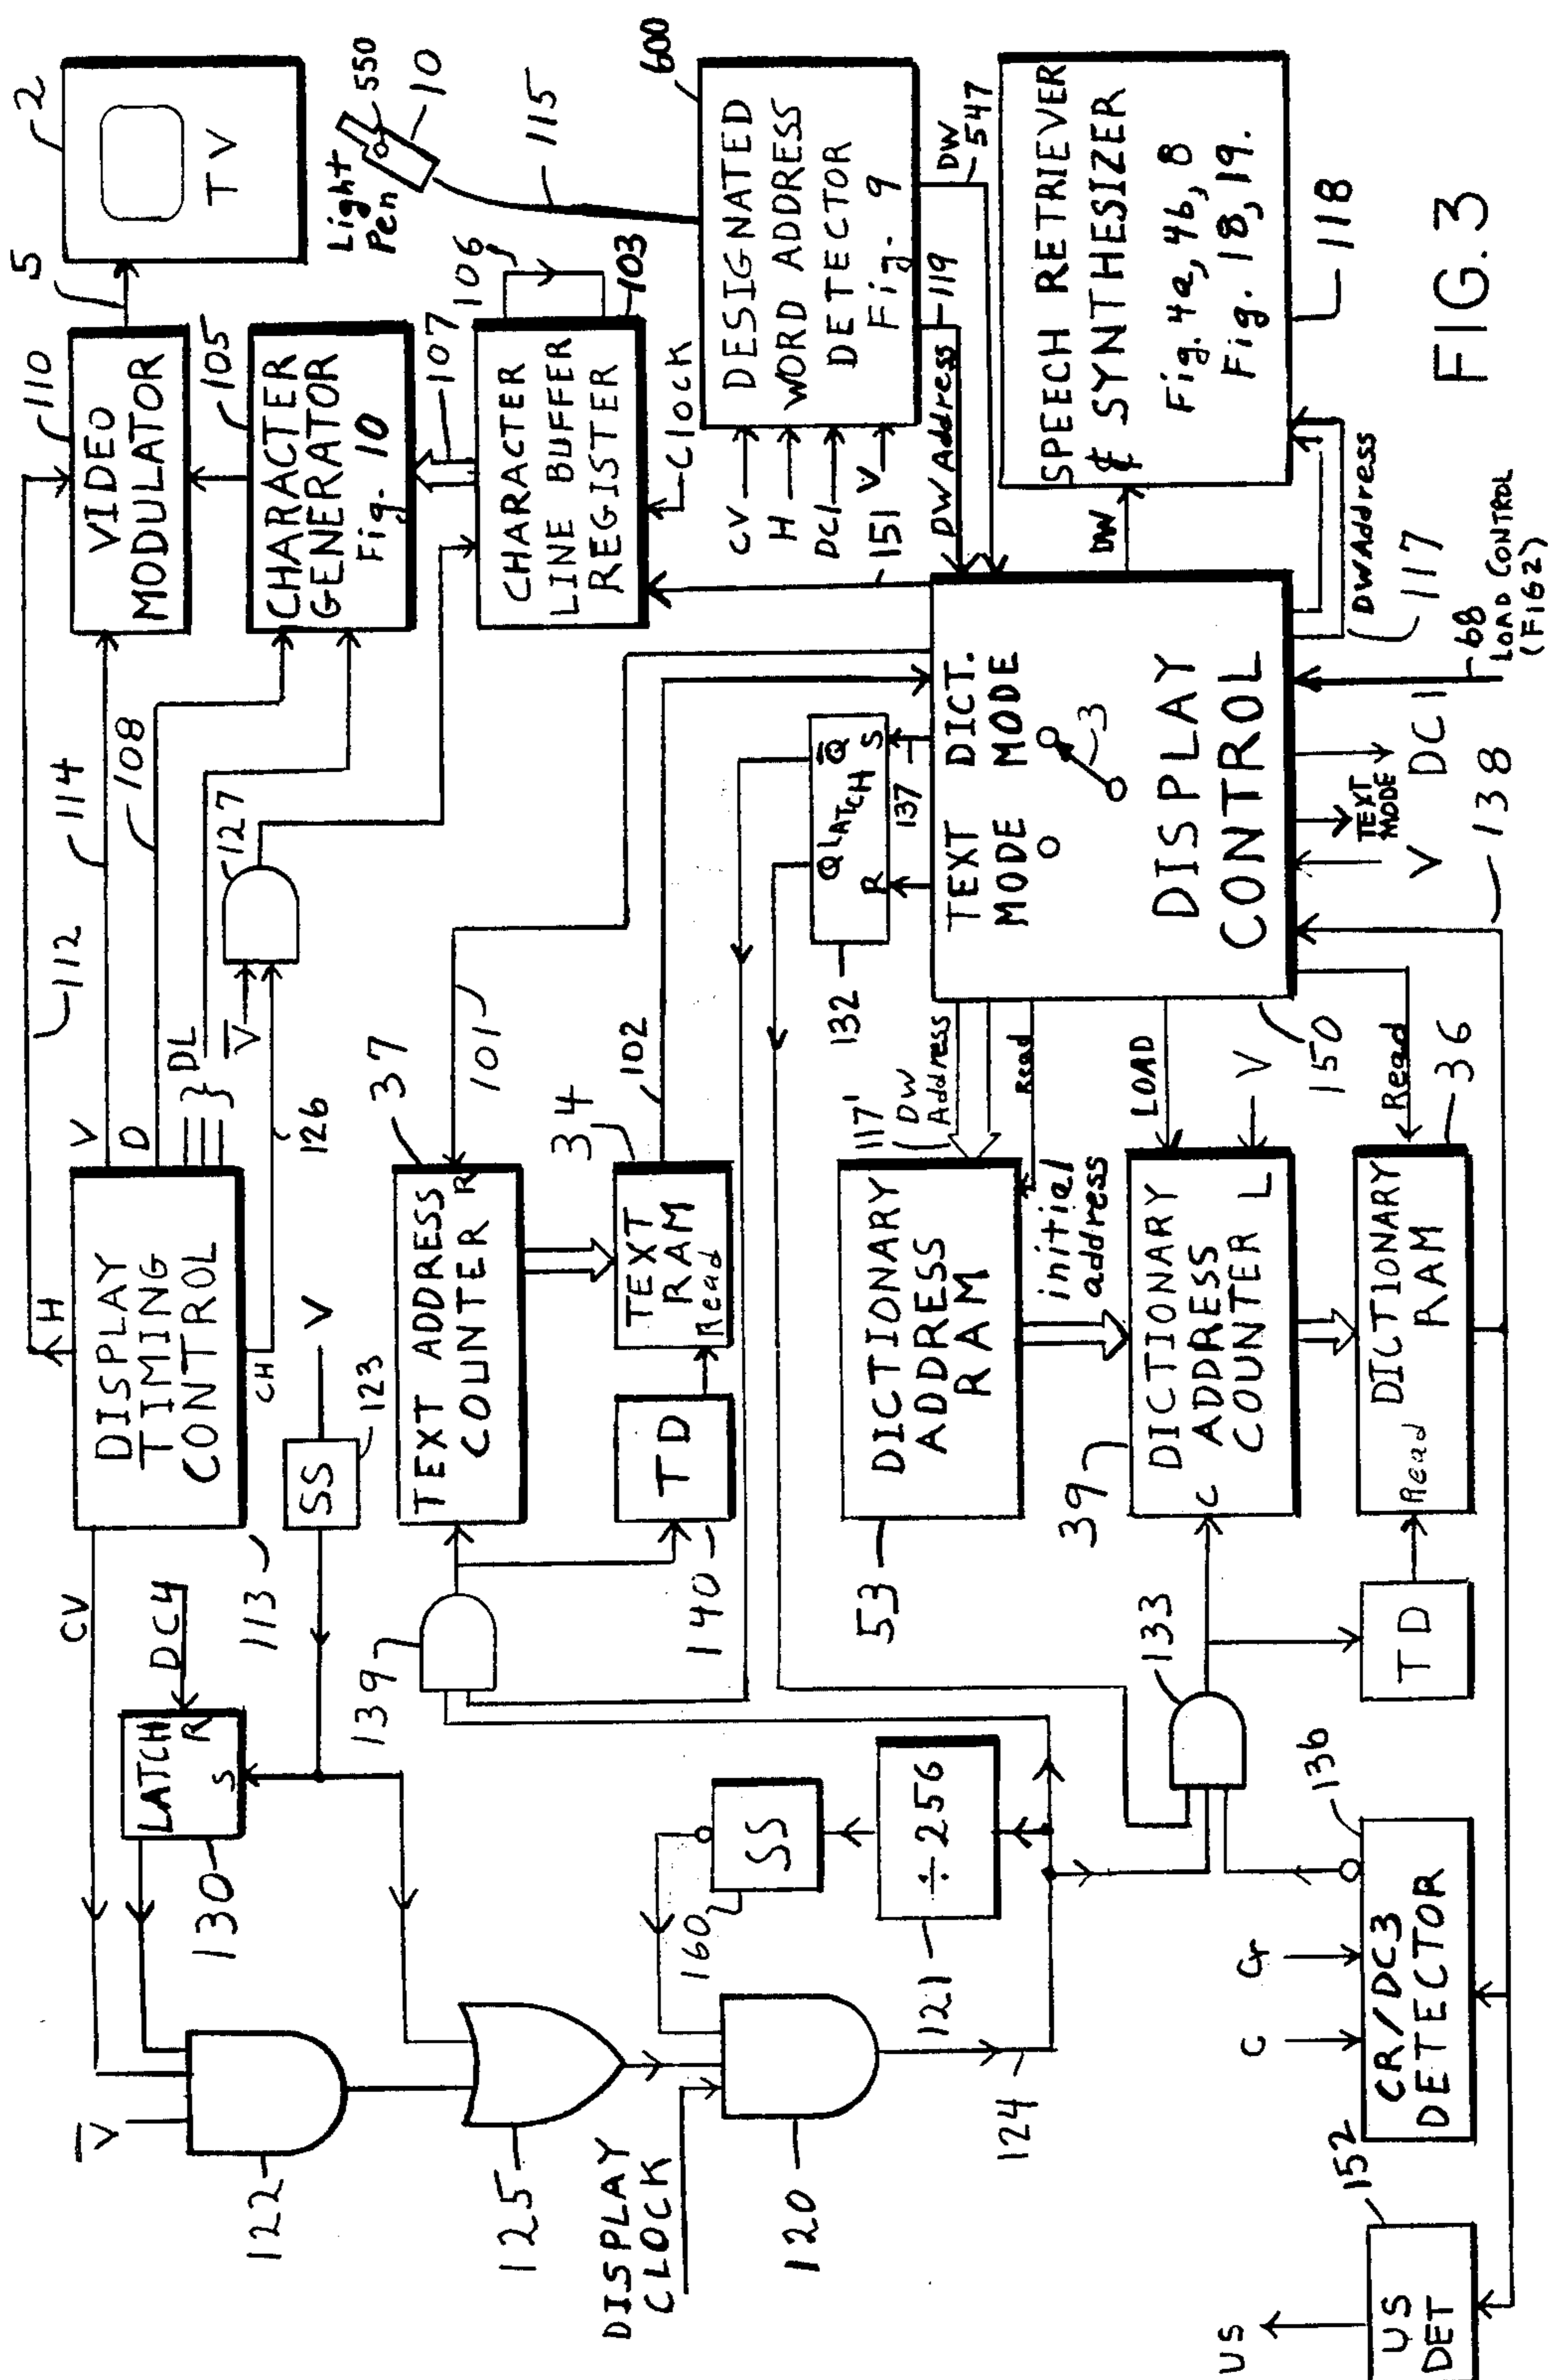 2
TV
5
110
VIDEO
MODULATOR
105
CHARACTER
GENERATOR
Fig. 10
107
106
CHARACTER
LINE BUFFER
REGISTER
103
Clock
Light
Pen
550
10
115
600
DESIGNATED
WORD ADDRESS
DETECTOR
Fig. 9
CV
H
DC1
V
151
DW Address
119
DW
547
SPEECH RETRIEVER
& SYNTHESIZER
Fig. 4a, 4b, 8
Fig. 18, 19.
118
DW
DW Address
117
68
LOAD CONTROL
(FIG2)
FIG. 3
112
114
108
127
V̅
126
H
V
D
DL
CH
CV
DISPLAY
TIMING
CONTROL
113
DC4
LATCH
R
S
130
SS
123
V
37
101
TEXT ADDRESS
COUNTER
R
34
102
TEXT
RAM
Read
TD
140
139
132
Q LATCH Q̅
R
S
137
TEXT
MODE
DICT.
MODE
3
DISPLAY
CONTROL
150
V
TEXT
MODE
DC1
138
117'
DW
Address
Read
LOAD
V
Read
36
DICTIONARY
ADDRESS
RAM
53
initial
address
39
DICTIONARY
ADDRESS
COUNTER
C
L
DICTIONARY
RAM
Read
TD
133
136
V̅
122
125
DISPLAY
CLOCK
120
124
160
SS
÷256
121
C
Cr
CR/DC3
DETECTOR
152
US
US
DET